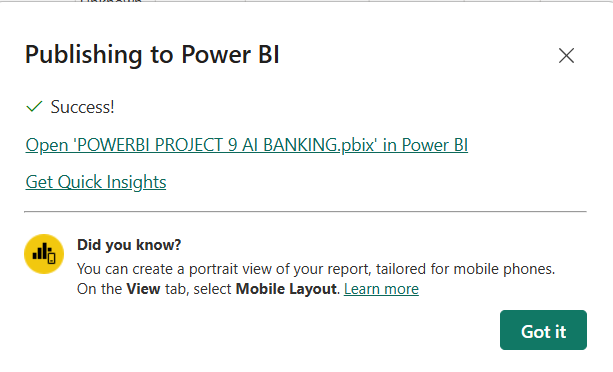 Unknown
Publishing to Power BI
Success!
Open 'POWERBI PROJECT 9 AI BANKING.pbix' in Power BI
Get Quick Insights
Did you know?
You can create a portrait view of your report, tailored for mobile phones.
On the View tab, select Mobile Layout. Learn more
Got it